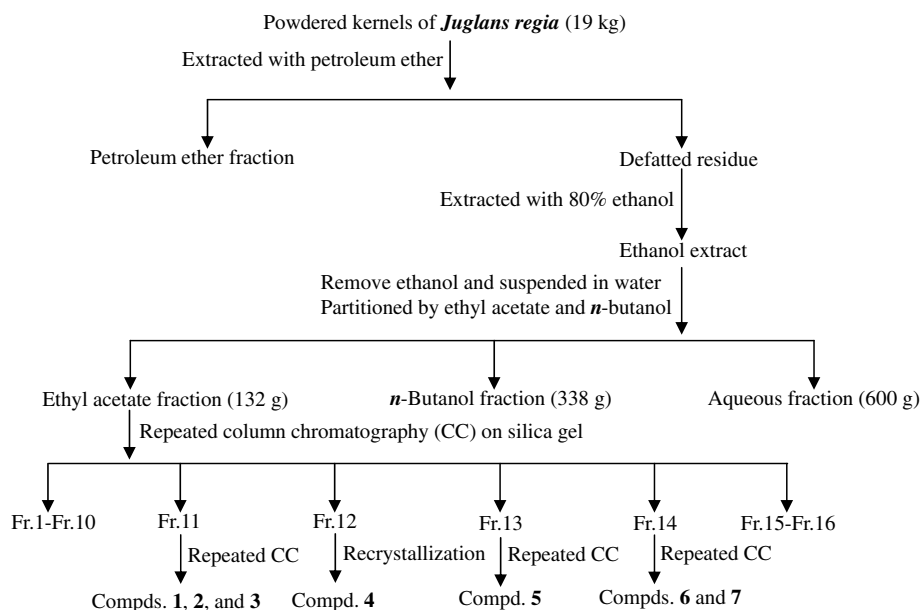 Powdered kernels of Juglans regia (19 kg)
Extracted with petroleum ether
Petroleum ether fraction
Defatted residue
Extracted with 80% ethanol
Ethanol extract
Remove ethanol and suspended in water
Partitioned by ethyl acetate and n-butanol
Ethyl acetate fraction (132 g)
n-Butanol fraction (338 g)
Aqueous fraction (600 g)
Repeated column chromatography (CC) on silica gel
Fr.1-Fr.10
Fr.11
Fr.12
Fr.13
Fr.14
Fr.15-Fr.16
Repeated CC
Recrystallization
Repeated CC
Repeated CC
Compds. 1, 2, and 3
Compd. 4
Compd. 5
Compds. 6 and 7